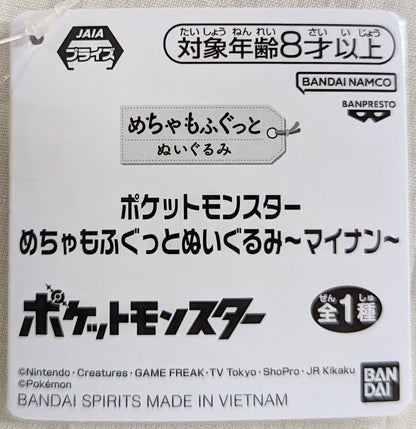 JAIA
プライズ
たいしょうねんれい さいいじょう
対象年齢8才以上
BANDAI NAMCO
BANPRESTO
めちゃもふぐっと
ぬいぐるみ
ポケットモンスター
めちゃもふぐっとぬいぐるみ～マイナン～
ポケットモンスター
ぜん しゅ
全1種
©Nintendo・Creatures・GAME FREAK・TV Tokyo・ShoPro・JR Kikaku
©Pokémon
BANDAI SPIRITS MADE IN VIETNAM
BAN
DAI